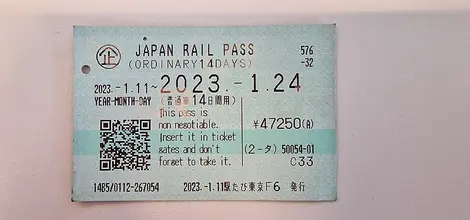 企 JAPAN RAIL PASS 576
(ORDINARY14DAYS) -32
2023.-1.11~2023.-1.24
YEAR-MONTH-DAY (普通車14日間用)
This pass is
non negotiable. ¥47250(合)
Insert it in ticket
gates and don't (2-タ) 50054-01
forget to take it. C33
1485/0112-267054 2023.-1.11駅たび東京F6 発行